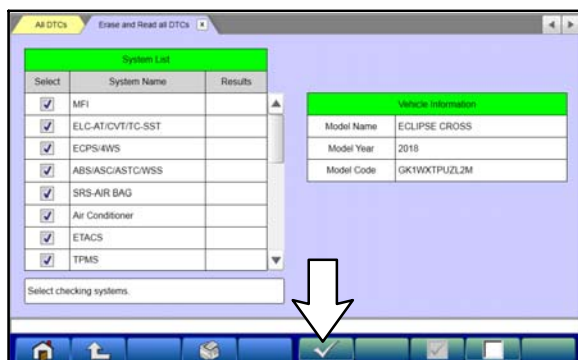 All DTCs Erase and Read all DTCs x
System List
Select System Name Results
MFI
ELC-AT/CVT/TC-SST
ECPS/4WS
ABS/ASC/ASTC/WSS
SRS-AIR BAG
Air Conditioner
ETACS
TPMS
Select checking systems.
Vehicle Information
Model Name ECLIPSE CROSS
Model Year 2018
Model Code GK1WXTPUZL2M